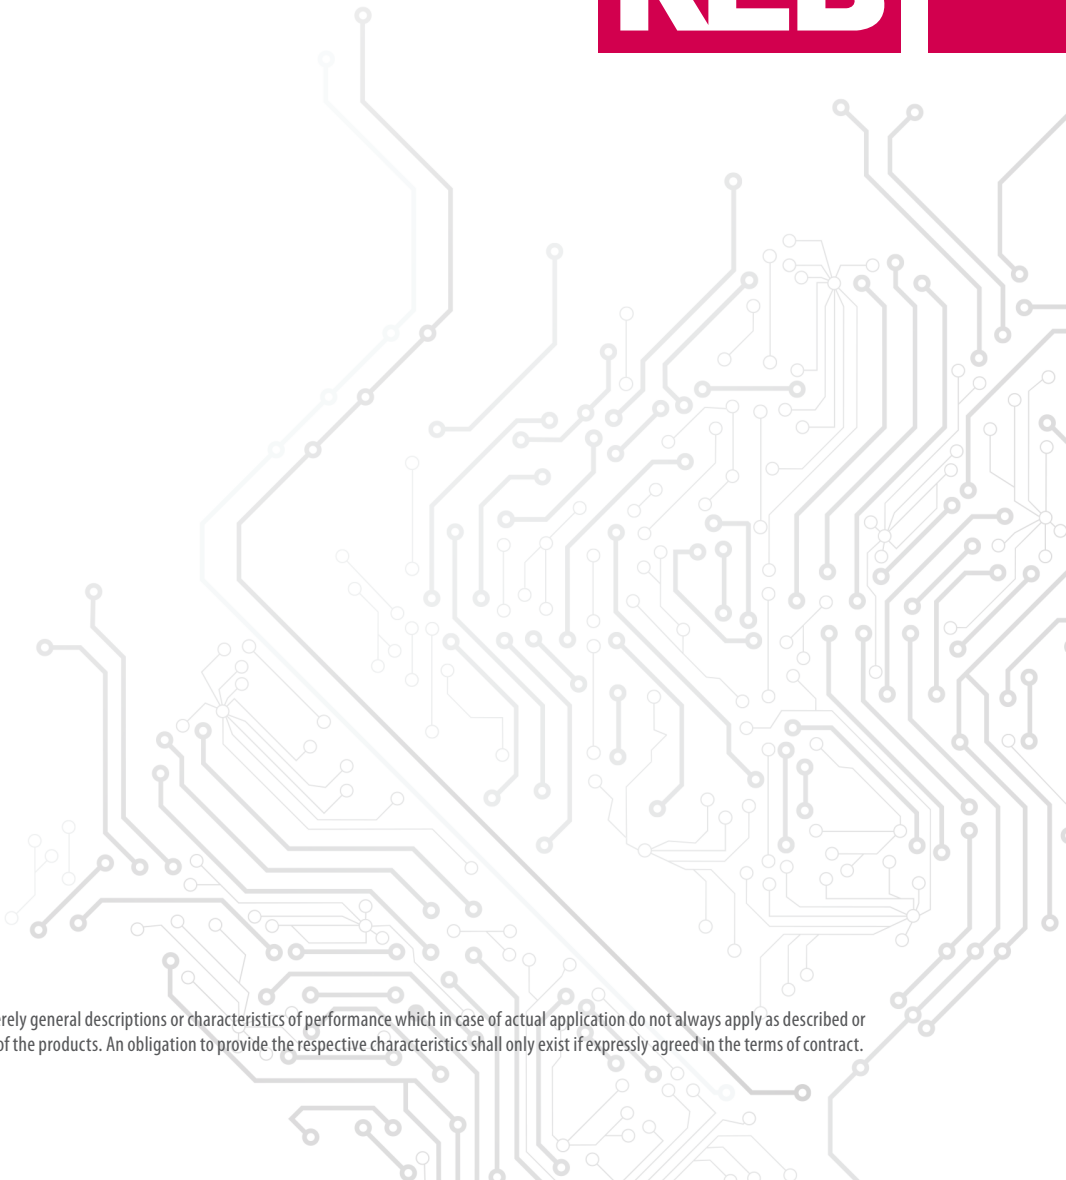 KEB
rely general descriptions or characteristics of performance which in case of actual application do not always apply as described or
of the products. An obligation to provide the respective characteristics shall only exist if expressly agreed in the terms of contract.